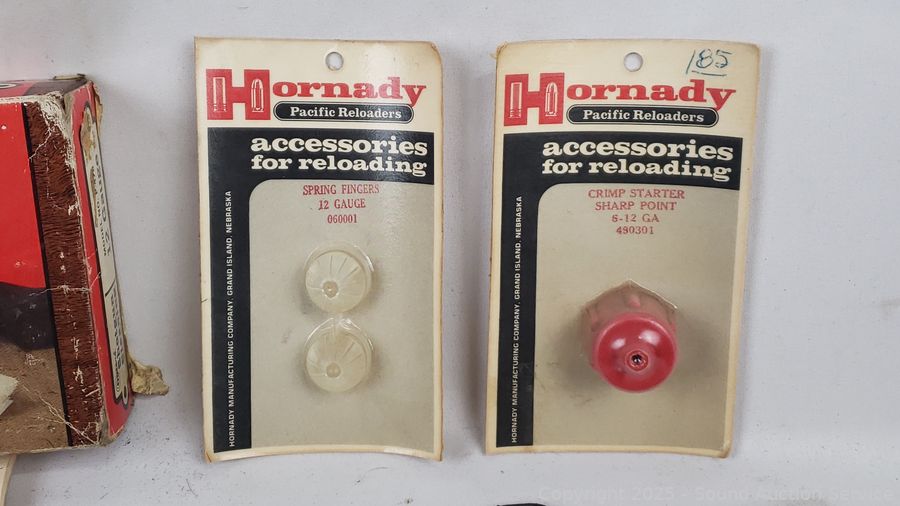 Hornady
Pacific Reloaders
accessories
for reloading
SPRING FINGERS
12 GAUGE
060001
HORNADY MANUFACTURING COMPANY, GRAND ISLAND, NEBRASKA
185
Hornady
Pacific Reloaders
accessories
for reloading
CRIMP STARTER
SHARP POINT
6-12 GA
490301
HORNADY MANUFACTURING COMPANY, GRAND ISLAND, NEBRASKA
Copyright 2025 - Sound Auction Service